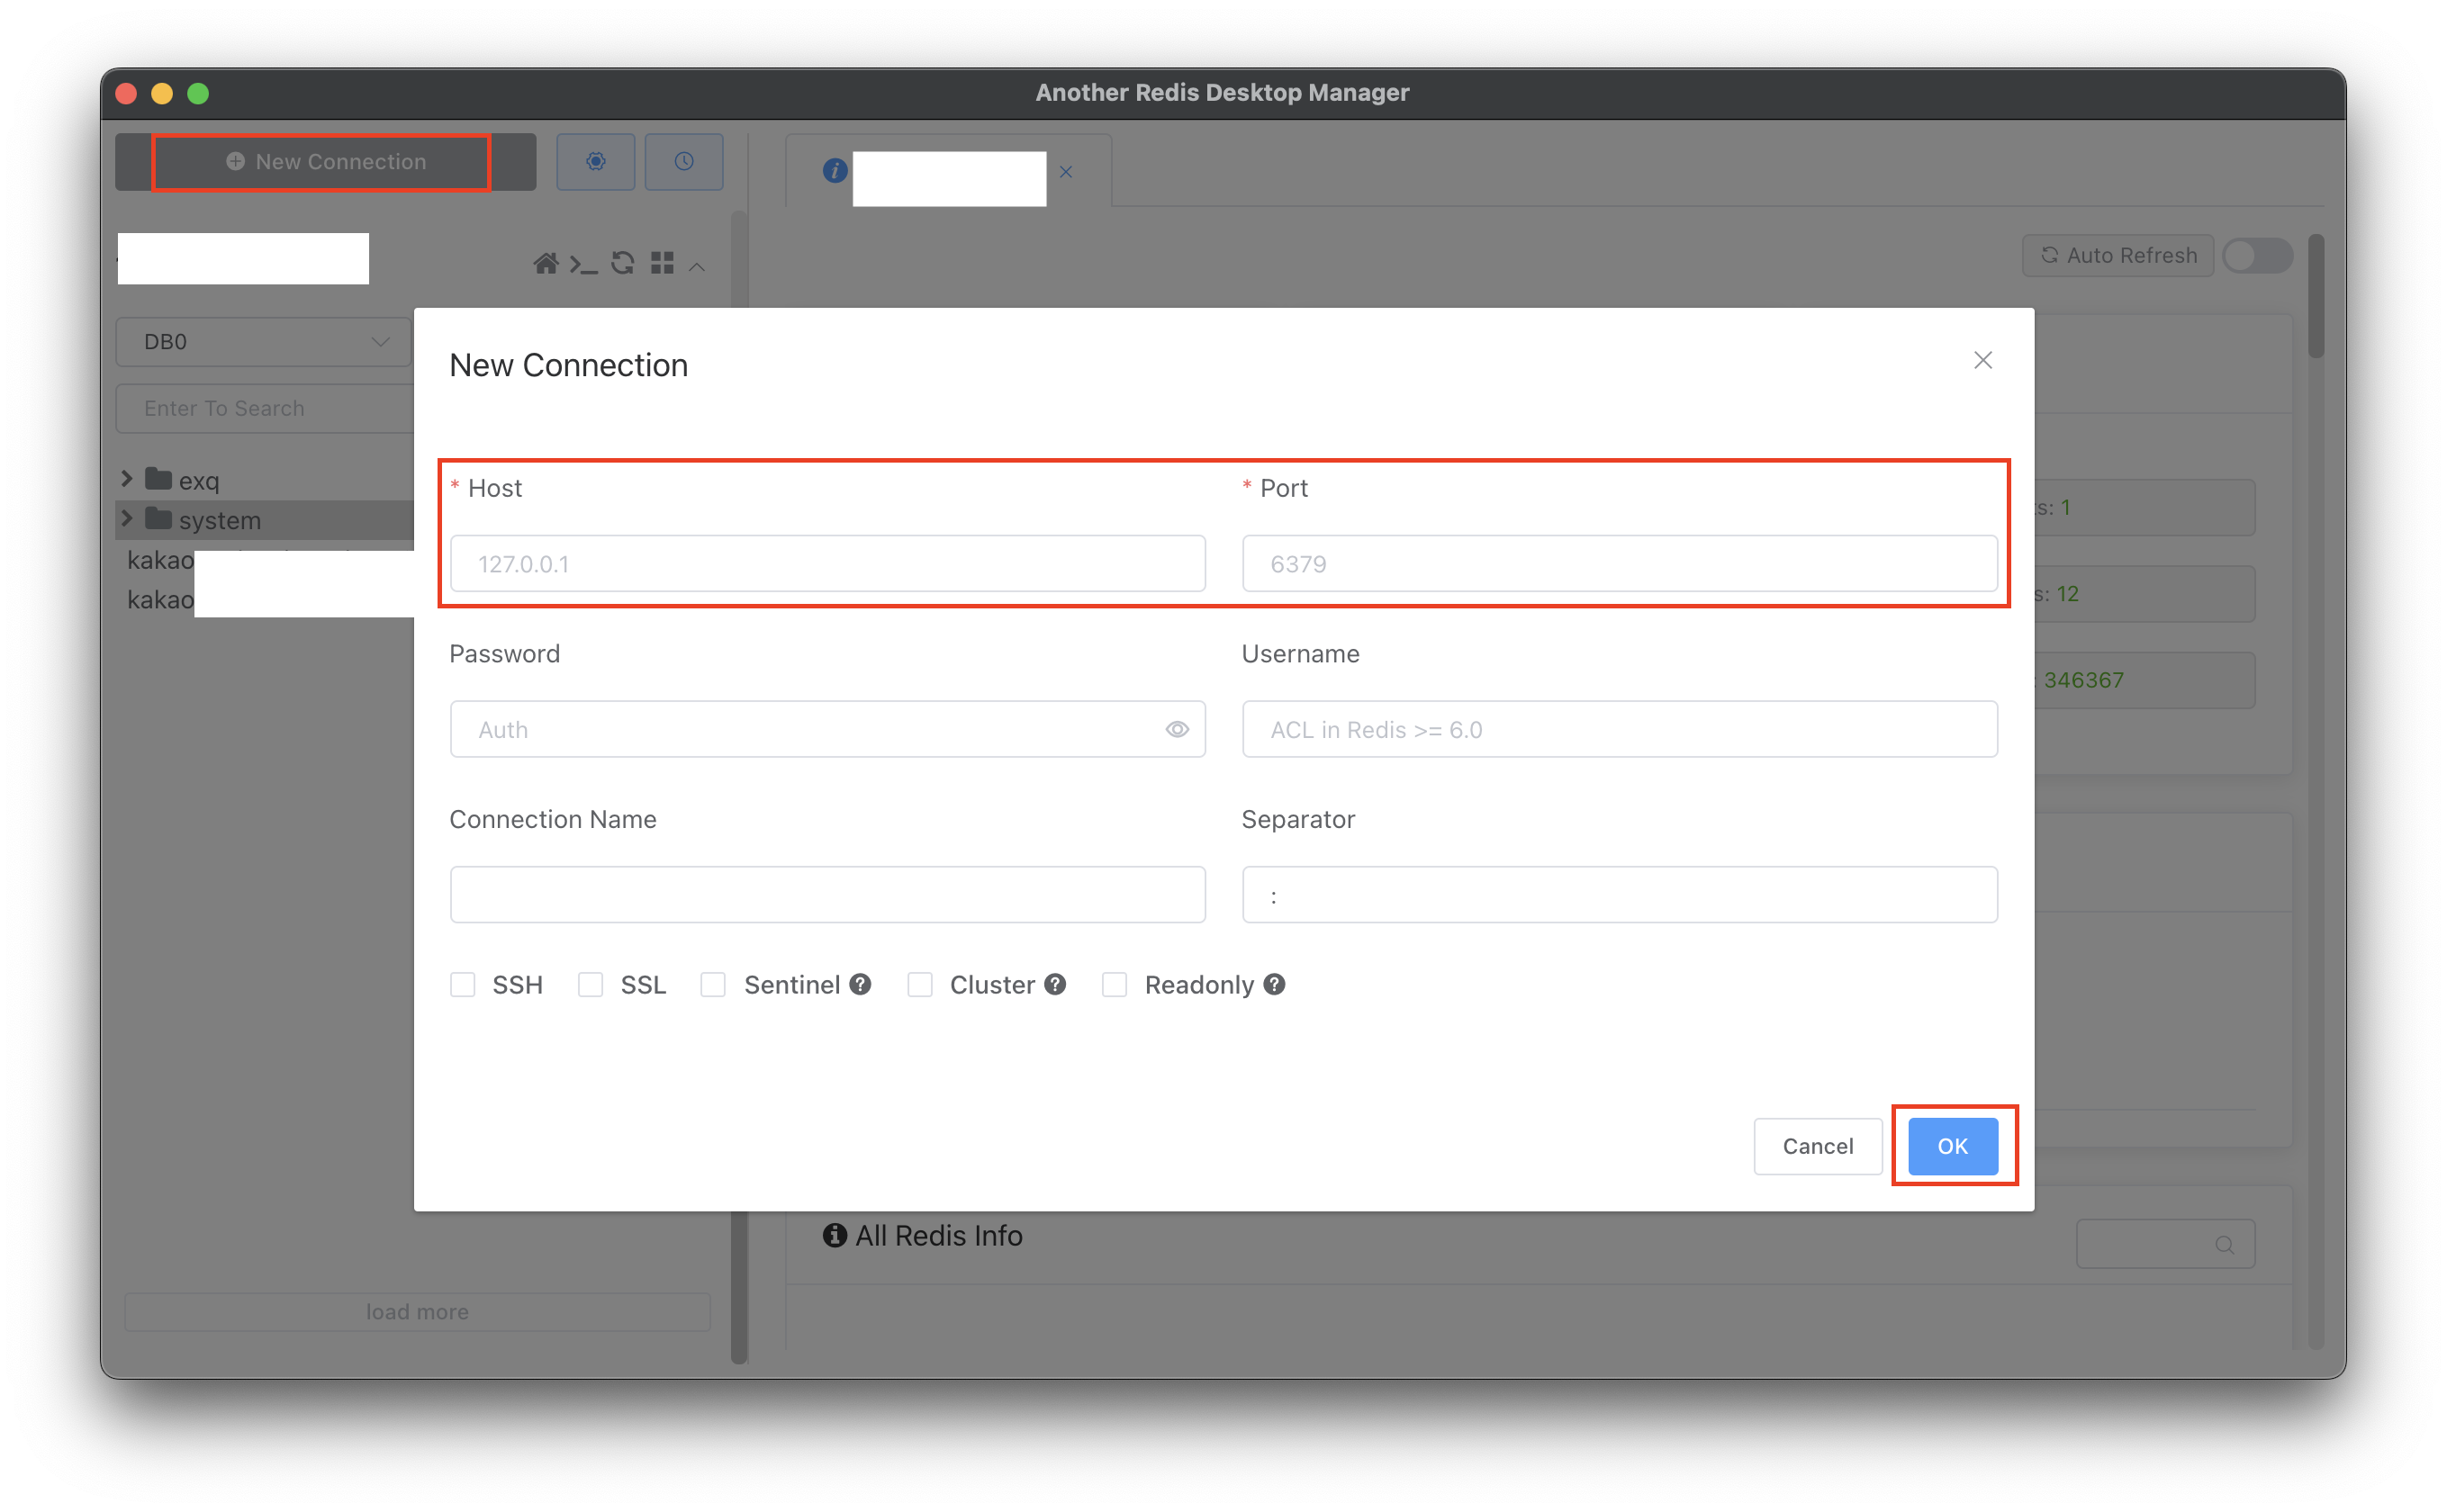 Another Redis Desktop Manager
New Connection
Auto Refresh
DB0
Enter To Search
exq
system
kakao
kakao
s: 1
s: 12
: 346367
New Connection
* Host
* Port
127.0.0.1
6379
Password
Username
Auth
ACL in Redis >= 6.0
Connection Name
Separator
:
SSH SSL Sentinel Cluster Readonly
Cancel
OK
All Redis Info
load more